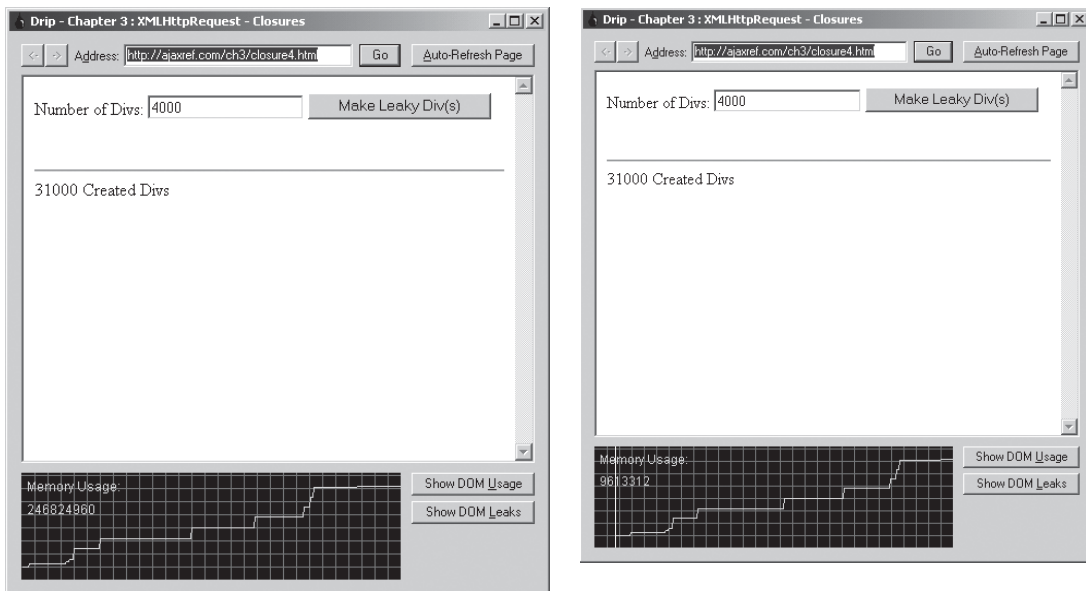 Drip - Chapter 3 : XMLHttpRequest - Closures
<- -> Address: http://ajaxref.com/ch3/closure4.html Go Auto-Refresh Page
Number of Divs: 4000 Make Leaky Div(s)
31000 Created Divs
Memory Usage:
246824960
Show DOM Usage
Show DOM Leaks
Drip - Chapter 3 : XMLHttpRequest - Closures
<- -> Address: http://ajaxref.com/ch3/closure4.html Go Auto-Refresh Page
Number of Divs: 4000 Make Leaky Div(s)
31000 Created Divs
Memory Usage:
9613312
Show DOM Usage
Show DOM Leaks